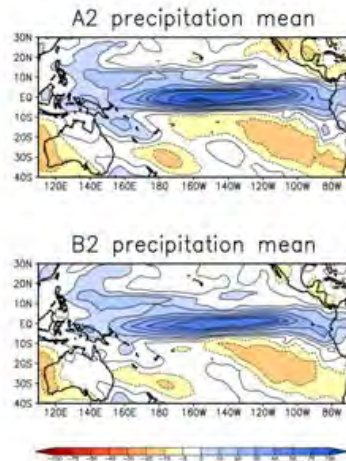 A2 precipitation mean
30N
20N
10N
EQ
10S
20S
30S
40S
120E 140E 160E 180 160W 140W 120W 100W 80W
B2 precipitation mean
30N
20N
10N
EQ
10S
20S
30S
40S
120E 140E 160E 180 160W 140W 120W 100W 80W